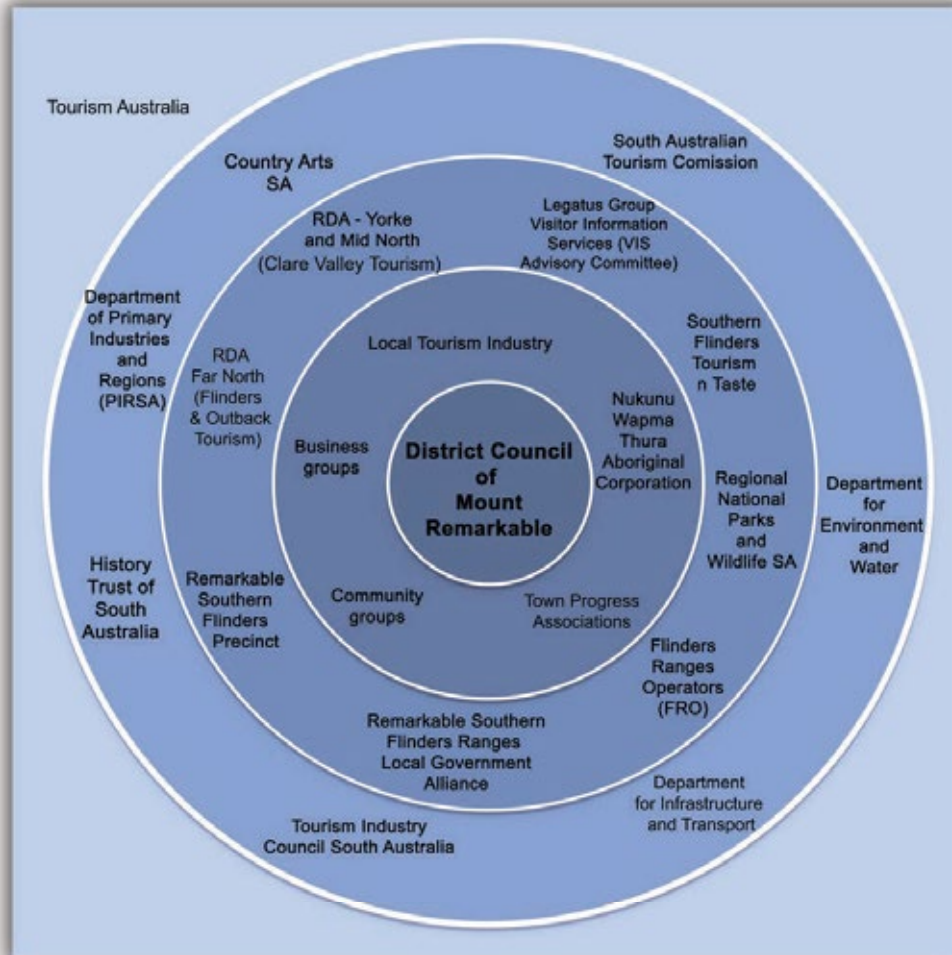 Tourism Australia
Country Arts
SA
South Australian
Tourism Comission
RDA - Yorke
and Mid North
(Clare Valley Tourism)
Legatus Group
Visitor Information
Services (VIS
Advisory Committee)
Department
of Primary
Industries
and
Regions
(PIRSA)
RDA
Far North
(Flinders
& Outback
Tourism)
Local Tourism Industry
Southern
Flinders
Tourism
n Taste
Business
groups
District Council
of
Mount
Remarkable
Nukunu
Wapma
Thura
Aboriginal
Corporation
Regional
National
Parks
and
Wildlife SA
Department
for
Environment
and
Water
History
Trust of
South
Australia
Remarkable
Southern
Flinders
Precinct
Community
groups
Town Progress
Associations
Flinders
Ranges
Operators
(FRO)
Remarkable Southern
Flinders Ranges
Local Government
Alliance
Department
for Infrastructure
and Transport
Tourism Industry
Council South Australia